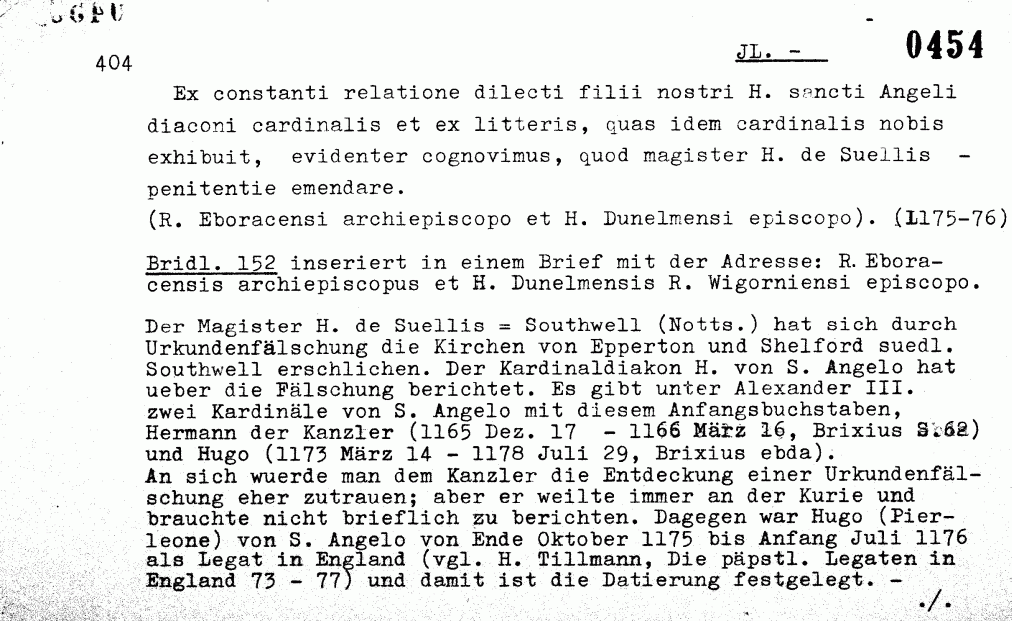 JL. - 0454
404
Ex constanti relatione dilecti filii nostri H. sancti Angeli
diaconi cardinalis et ex litteris, quas idem cardinalis nobis
exhibuit, evidenter cognovimus, quod magister H. de Suellis -
penitentie emendare.
(R. Eboracensi archiepiscopo et H. Dunelmensi episcopo). (1175-76)
Bridl. 152 inseriert in einem Brief mit der Adresse: R. Ebora-
censis archiepiscopus et H. Dunelmensis R. Wigorniensi episcopo.
Der Magister H. de Suellis = Southwell (Notts.) hat sich durch
Urkundenfälschung die Kirchen von Epperton und Shelford suedl.
Southwell erschlichen. Der Kardinaldiakon H. von S. Angelo hat
ueber die Fälschung berichtet. Es gibt unter Alexander III.
zwei Kardinäle von S. Angelo mit diesem Anfangsbuchstaben,
Hermann der Kanzler (1165 Dez. 17 - 1166 März 16, Brixius S.62)
und Hugo (1173 März 14 - 1178 Juli 29, Brixius ebda).
An sich wuerde man dem Kanzler die Entdeckung einer Urkundenfäl-
schung eher zutrauen; aber er weilte immer an der Kurie und
brauchte nicht brieflich zu berichten. Dagegen war Hugo (Pier-
leone) von S. Angelo von Ende Oktober 1175 bis Anfang Juli 1176
als Legat in England (vgl. H. Tillmann, Die päpstl. Legaten in
England 73 - 77) und damit ist die Datierung festgelegt. -
./.